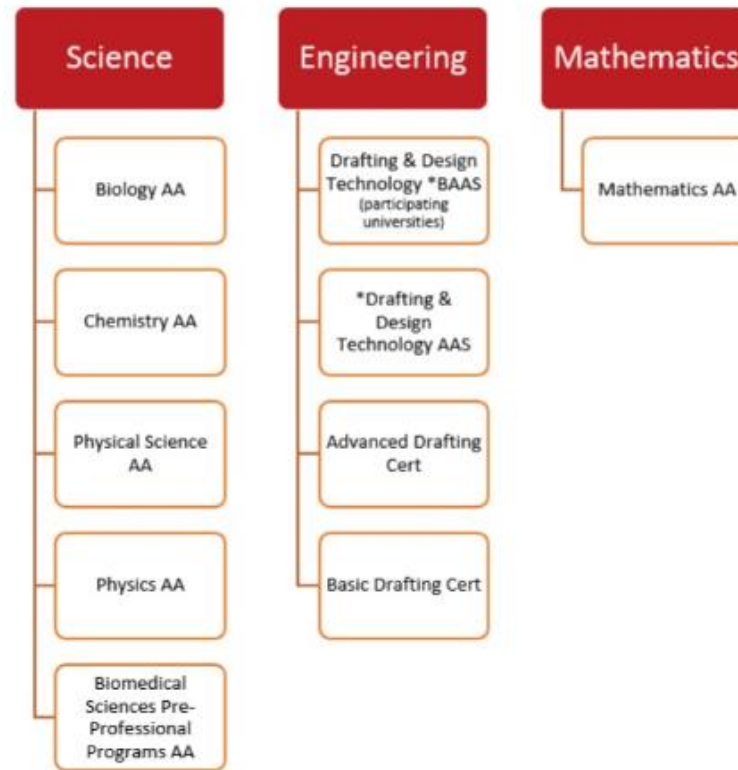 Science
Biology AA
Chemistry AA
Physical Science
AA
Physics AA
Biomedical
Sciences Pre-
Professional
Programs AA
Engineering
Drafting & Design
Technology *BAAS
(participating
universities)
*Drafting &
Design
Technology AAS
Advanced Drafting
Cert
Basic Drafting Cert
Mathematics
Mathematics AA